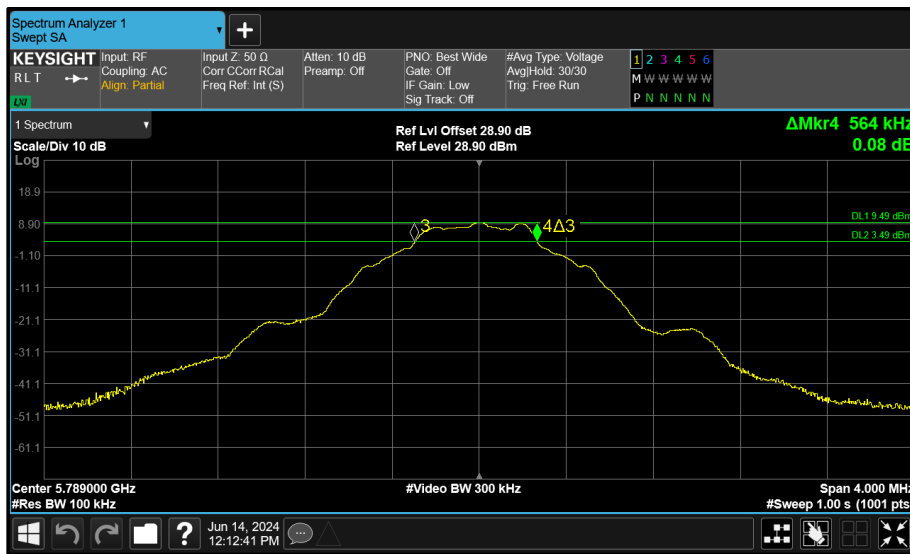 Spectrum Analyzer 1
Swept SA
+
KEYSIGHT
RLT
LXI
Input: RF
Coupling: AC
Align: Partial
Input Z: 50 Ω
Corr CCorr RCal
Freq Ref: Int (S)
Atten: 10 dB
Preamp: Off
PNO: Best Wide
Gate: Off
IF Gain: Low
Sig Track: Off
#Avg Type: Voltage
Avg|Hold: 30/30
Trig: Free Run
1 2 3 4 5 6
M W W W W W
P N N N N N
1 Spectrum
Scale/Div 10 dB
Log
Ref Lvl Offset 28.90 dB
Ref Level 28.90 dBm
ΔMkr4 564 kHz
0.08 dB
18.9
8.90
-1.10
-11.1
-21.1
-31.1
-41.1
-51.1
-61.1
3
4Δ3
DL1 9.49 dBm
DL2 3.49 dBm
Center 5.789000 GHz
#Res BW 100 kHz
#Video BW 300 kHz
Span 4.000 MHz
#Sweep 1.00 s (1001 pts
?
Jun 14, 2024
12:12:41 PM